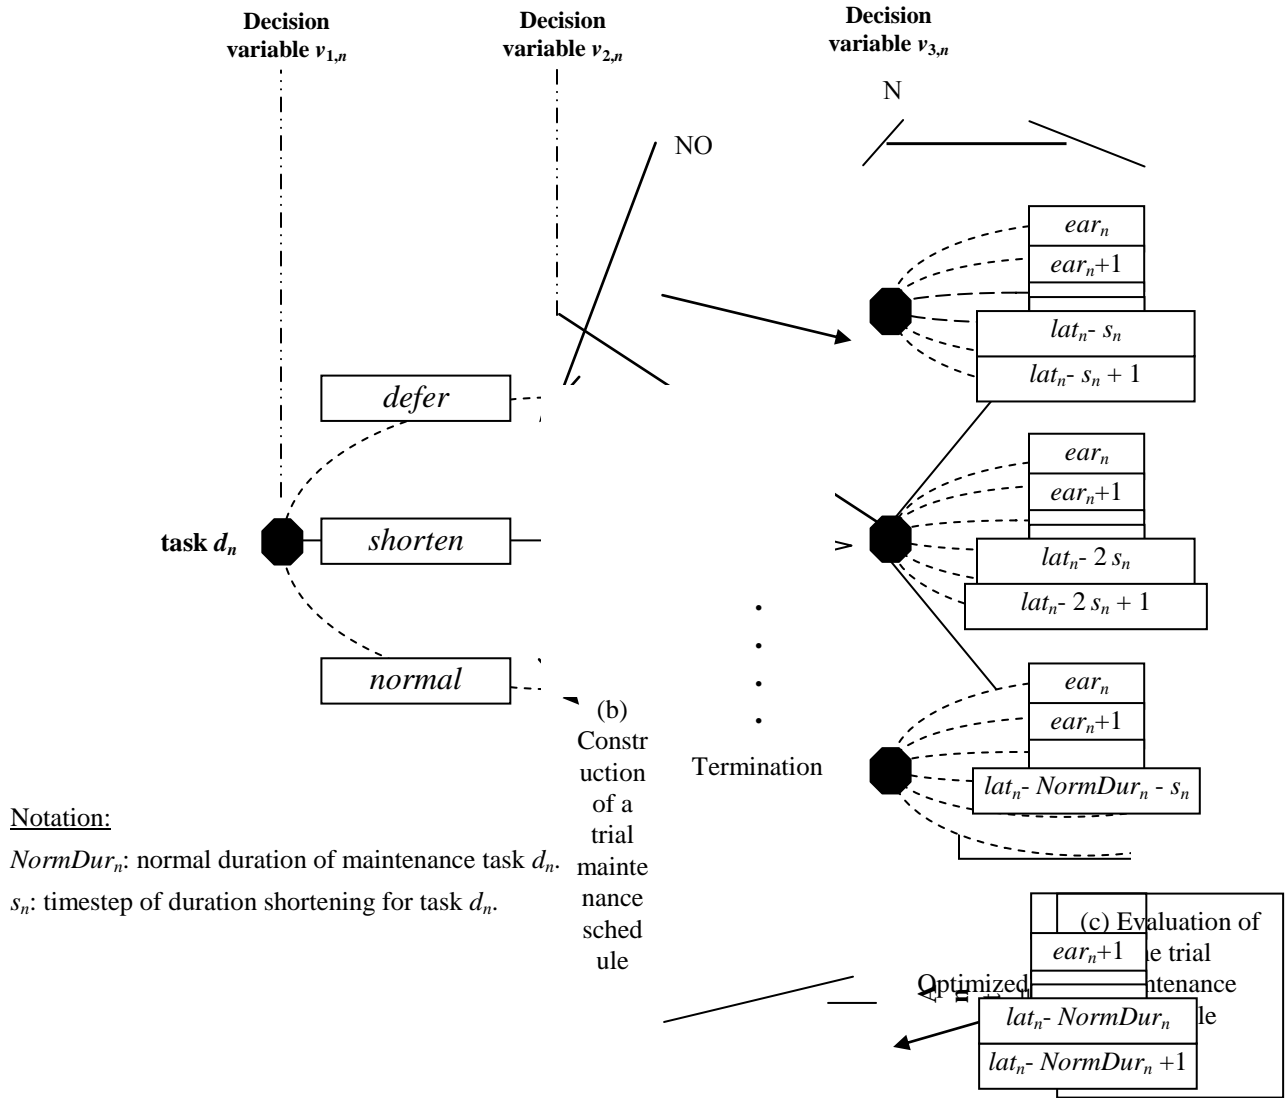 Decision
variable v1,n
Decision
variable v2,n
Decision
variable v3,n
N
NO
earn
earn+1
latn- sn
latn- sn + 1
defer
earn
earn+1
task dn
shorten
latn- 2 sn
latn- 2 sn + 1
normal
earn
earn+1
(b)
Constr
uction
of a
trial
mainte
nance
sched
ule
Termination
latn- NormDurn - sn
Notation:
NormDurn: normal duration of maintenance task dn.
sn: timestep of duration shortening for task dn.
(c) Evaluation of
earn+1
trial
Optimized
latn- NormDurn
latn- NormDurn +1